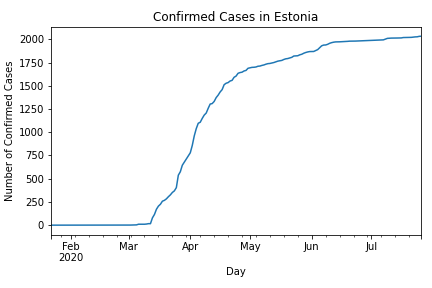 Confirmed Cases in Estonia
Number of Confirmed Cases
2000
1750
1500
1250
1000
750
500
250
0
Feb
2020
Mar
Apr
May
Jun
Jul
Day